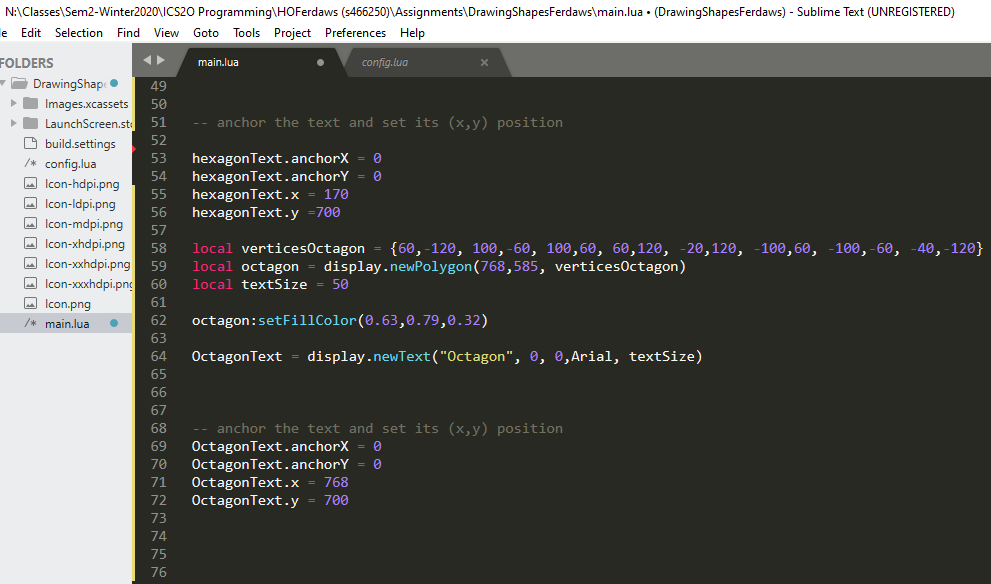 N:\Classes\Sem2-Winter2020\ICS2O Programming\HOFerdaws (s466250)\Assignments\DrawingShapesFerdaws\main.lua • (DrawingShapesFerdaws) - Sublime Text (UNREGISTERED)
Edit Selection Find View Goto Tools Project Preferences Help
FOLDERS
main.lua
config.lua
DrawingShape
Images.xcassets
LaunchScreen.sto
build.settings
config.lua
Icon-hdpi.png
Icon-ldpi.png
Icon-mdpi.png
Icon-xhdpi.png
Icon-xxhdpi.png
Icon-xxxhdpi.png
Icon.png
main.lua
49
50
51 -- anchor the text and set its (x,y) position
52
53 hexagonText.anchorX = 0
54 hexagonText.anchorY = 0
55 hexagonText.x = 170
56 hexagonText.y =700
57
58 local verticesOctagon = {60,-120, 100,-60, 100,60, 60,120, -20,120, -100,60, -100,-60, -40,-120}
59 local octagon = display.newPolygon(768,585, verticesOctagon)
60 local textSize = 50
61
62 octagon:setFillColor(0.63,0.79,0.32)
63
64 OctagonText = display.newText("Octagon", 0, 0,Arial, textSize)
65
66
67
68 -- anchor the text and set its (x,y) position
69 OctagonText.anchorX = 0
70 OctagonText.anchorY = 0
71 OctagonText.x = 768
72 OctagonText.y = 700
73
74
75
76